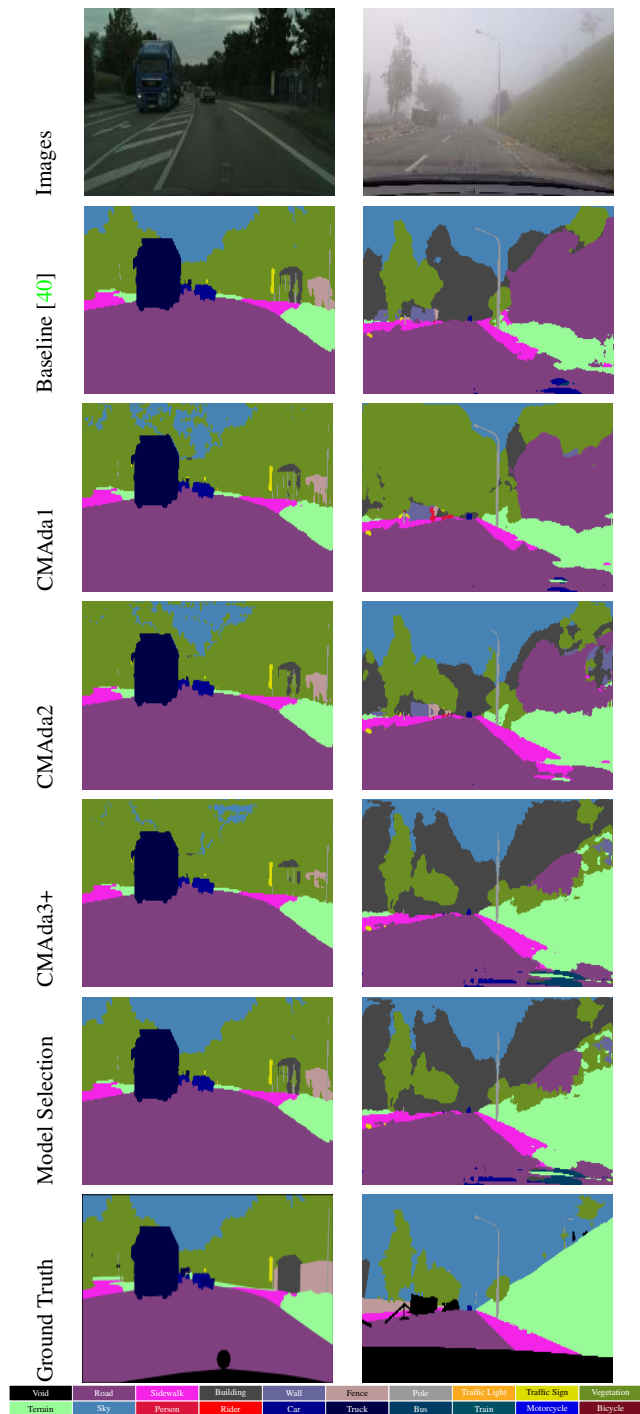 Images
Baseline [40]
CMAda1
CMAda2
CMAda3+
Model Selection
Ground Truth
Void Road Sidewalk Building Wall Fence Pole Traffic Light Traffic Sign Vegetation
Terrain Sky Person Rider Car Truck Bus Train Motorcycle Bicycle